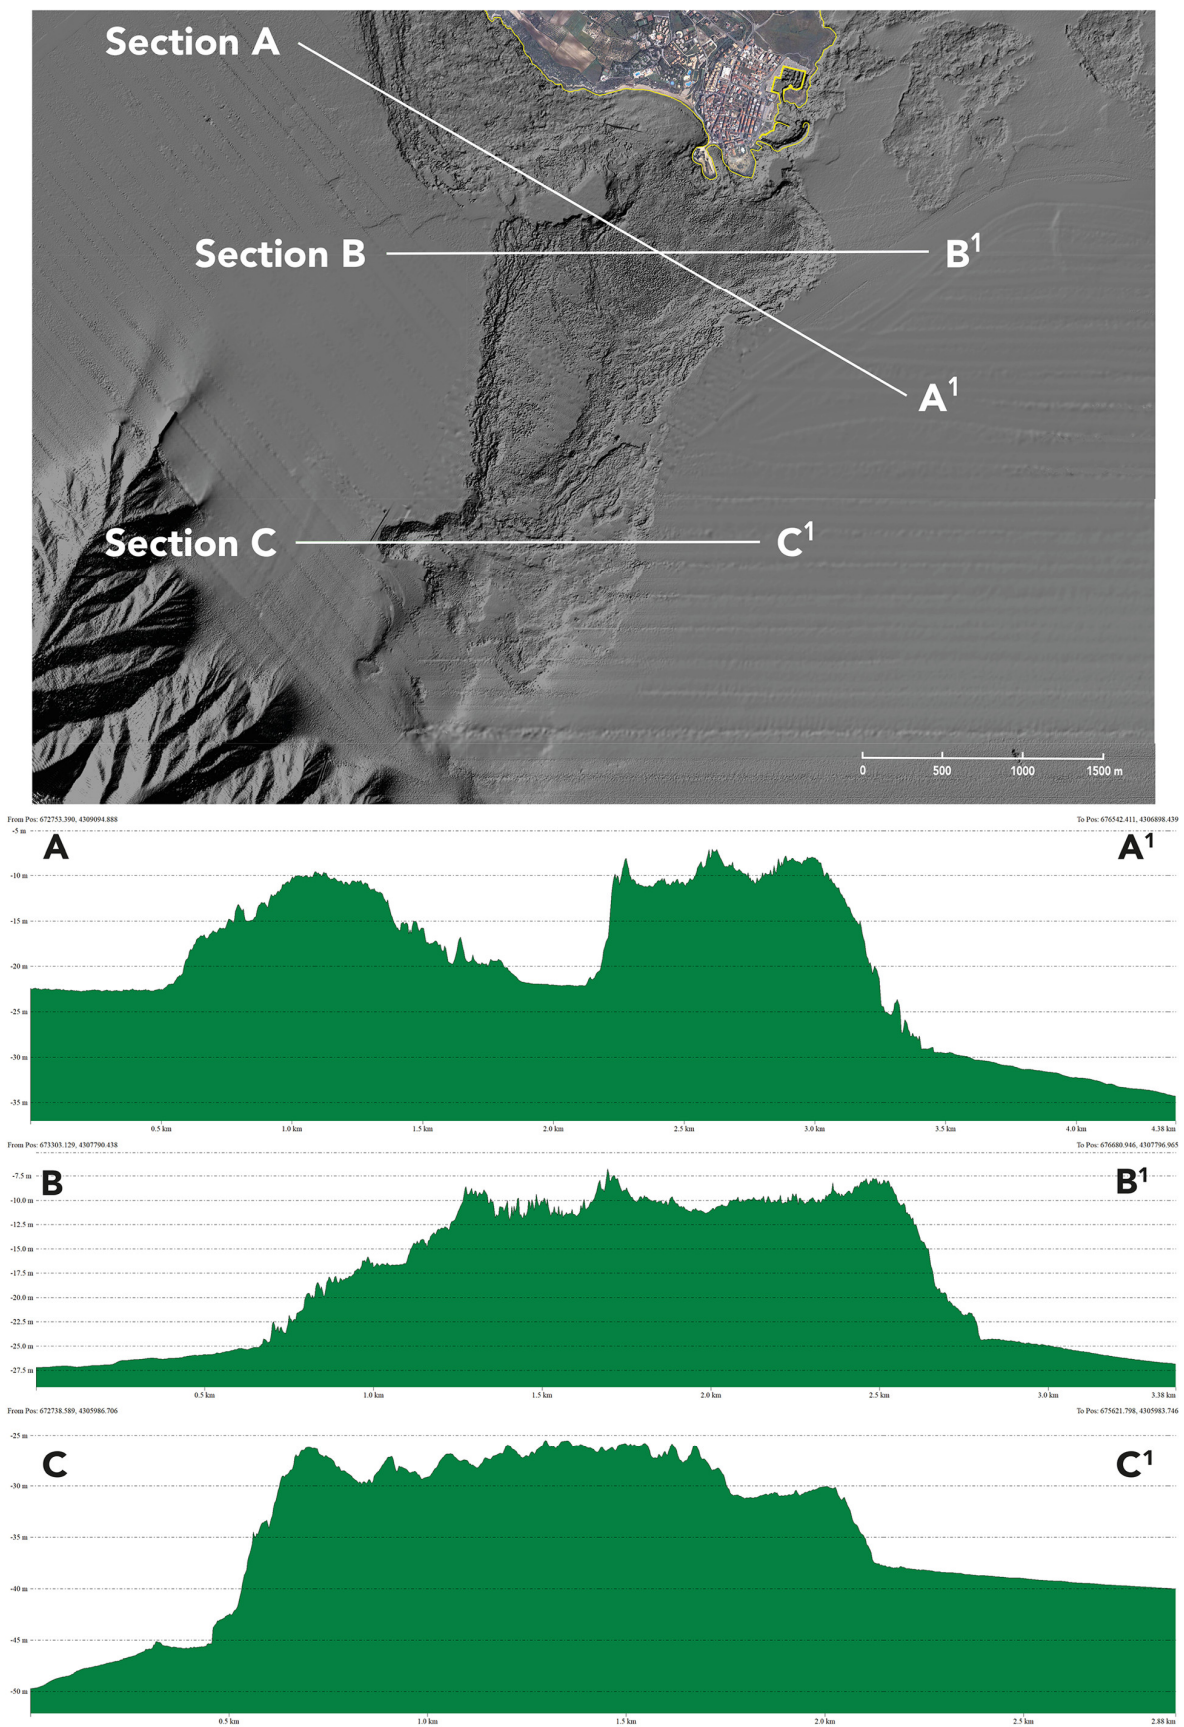 Section A
Section B B1
A1
Section C C1
0 500 1000 1500 m
From Pos: 672753.390, 4309094.888 To Pos: 676542.411, 4306898.439
-5 m
A A1
-10 m
-15 m
-20 m
-25 m
-30 m
-35 m
0.5 km 1.0 km 1.5 km 2.0 km 2.5 km 3.0 km 3.5 km 4.0 km 4.38 km
From Pos: 673303.129, 4307790.438 To Pos: 676680.946, 4307796.965
-7.5 m
B B1
-10.0 m
-12.5 m
-15.0 m
-17.5 m
-20.0 m
-22.5 m
-25.0 m
-27.5 m
0.5 km 1.0 km 1.5 km 2.0 km 2.5 km 3.0 km 3.38 km
From Pos: 672738.589, 4305986.706 To Pos: 675621.798, 4305983.746
-25 m
C C1
-30 m
-35 m
-40 m
-45 m
-50 m
0.5 km 1.0 km 1.5 km 2.0 km 2.5 km 2.88 km